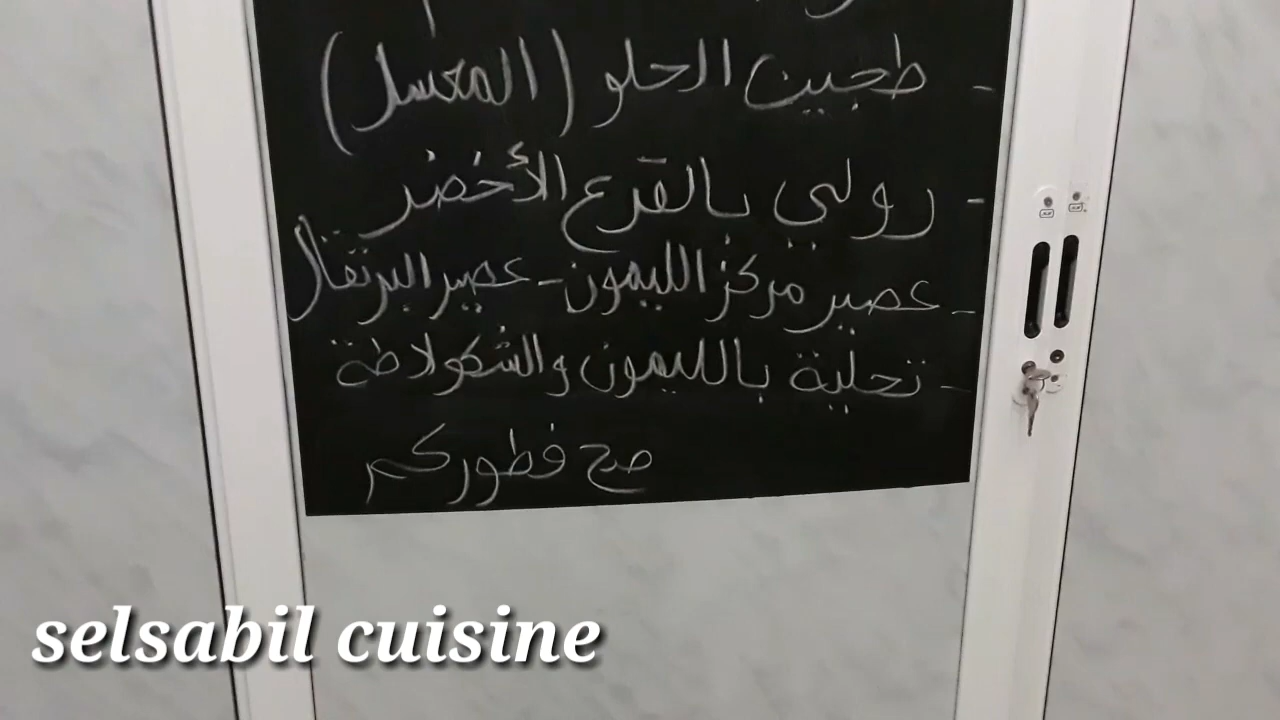 - طجين الحلو (المعسل)
- رولي بالقرع الأخضر
- عصير مركز الليمون - عصير البرتقال
- تحلية بالليمون والشكولاطة
صح فطوركم
selsabil cuisine